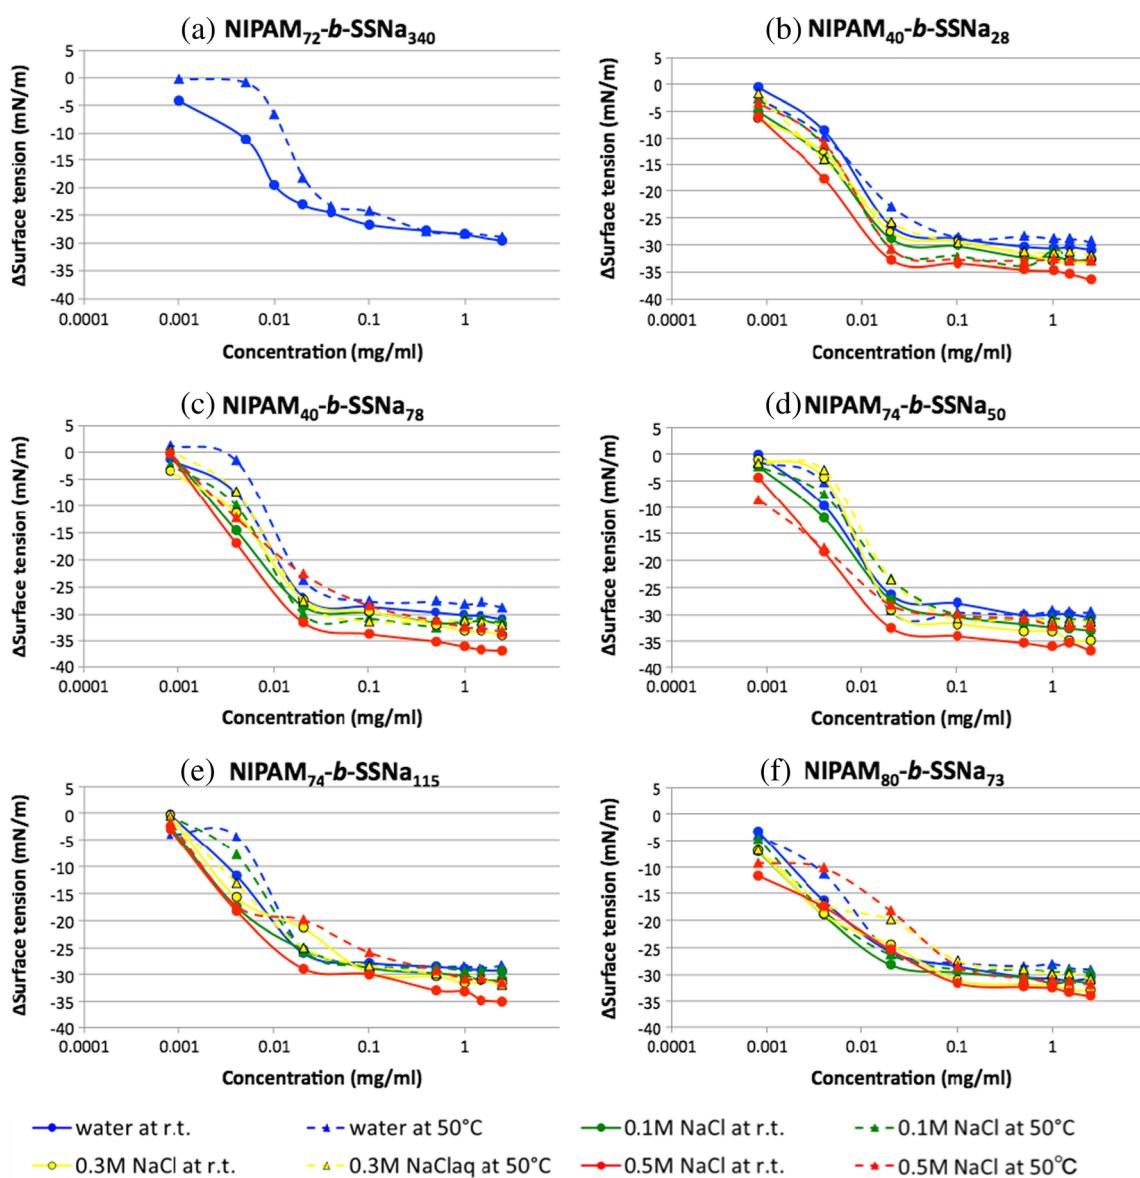 (a) NIPAM72-b-SSNa340
5
0
-5
-10
-15
-20
-25
-30
-35
-40
0.0001 0.001 0.01 0.1 1
ΔSurface tension (mN/m)
Concentration (mg/ml)
(b) NIPAM40-b-SSNa28
5
0
-5
-10
-15
-20
-25
-30
-35
-40
0.0001 0.001 0.01 0.1 1
ΔSurface tension (mN/m)
Concentration (mg/ml)
(c) NIPAM40-b-SSNa78
5
0
-5
-10
-15
-20
-25
-30
-35
-40
0.0001 0.001 0.01 0.1 1
ΔSurface tension (mN/m)
Concentration (mg/ml)
(d) NIPAM74-b-SSNa50
5
0
-5
-10
-15
-20
-25
-30
-35
-40
0.0001 0.001 0.01 0.1 1
ΔSurface tension (mN/m)
Concentration (mg/ml)
(e) NIPAM74-b-SSNa115
5
0
-5
-10
-15
-20
-25
-30
-35
-40
0.0001 0.001 0.01 0.1 1
ΔSurface tension (mN/m)
Concentration (mg/ml)
(f) NIPAM80-b-SSNa73
5
0
-5
-10
-15
-20
-25
-30
-35
-40
0.0001 0.001 0.01 0.1 1
ΔSurface tension (mN/m)
Concentration (mg/ml)
water at r.t. water at 50°C 0.1M NaCl at r.t. 0.1M NaCl at 50°C
0.3M NaCl at r.t. 0.3M NaClaq at 50°C 0.5M NaCl at r.t. 0.5M NaCl at 50°C